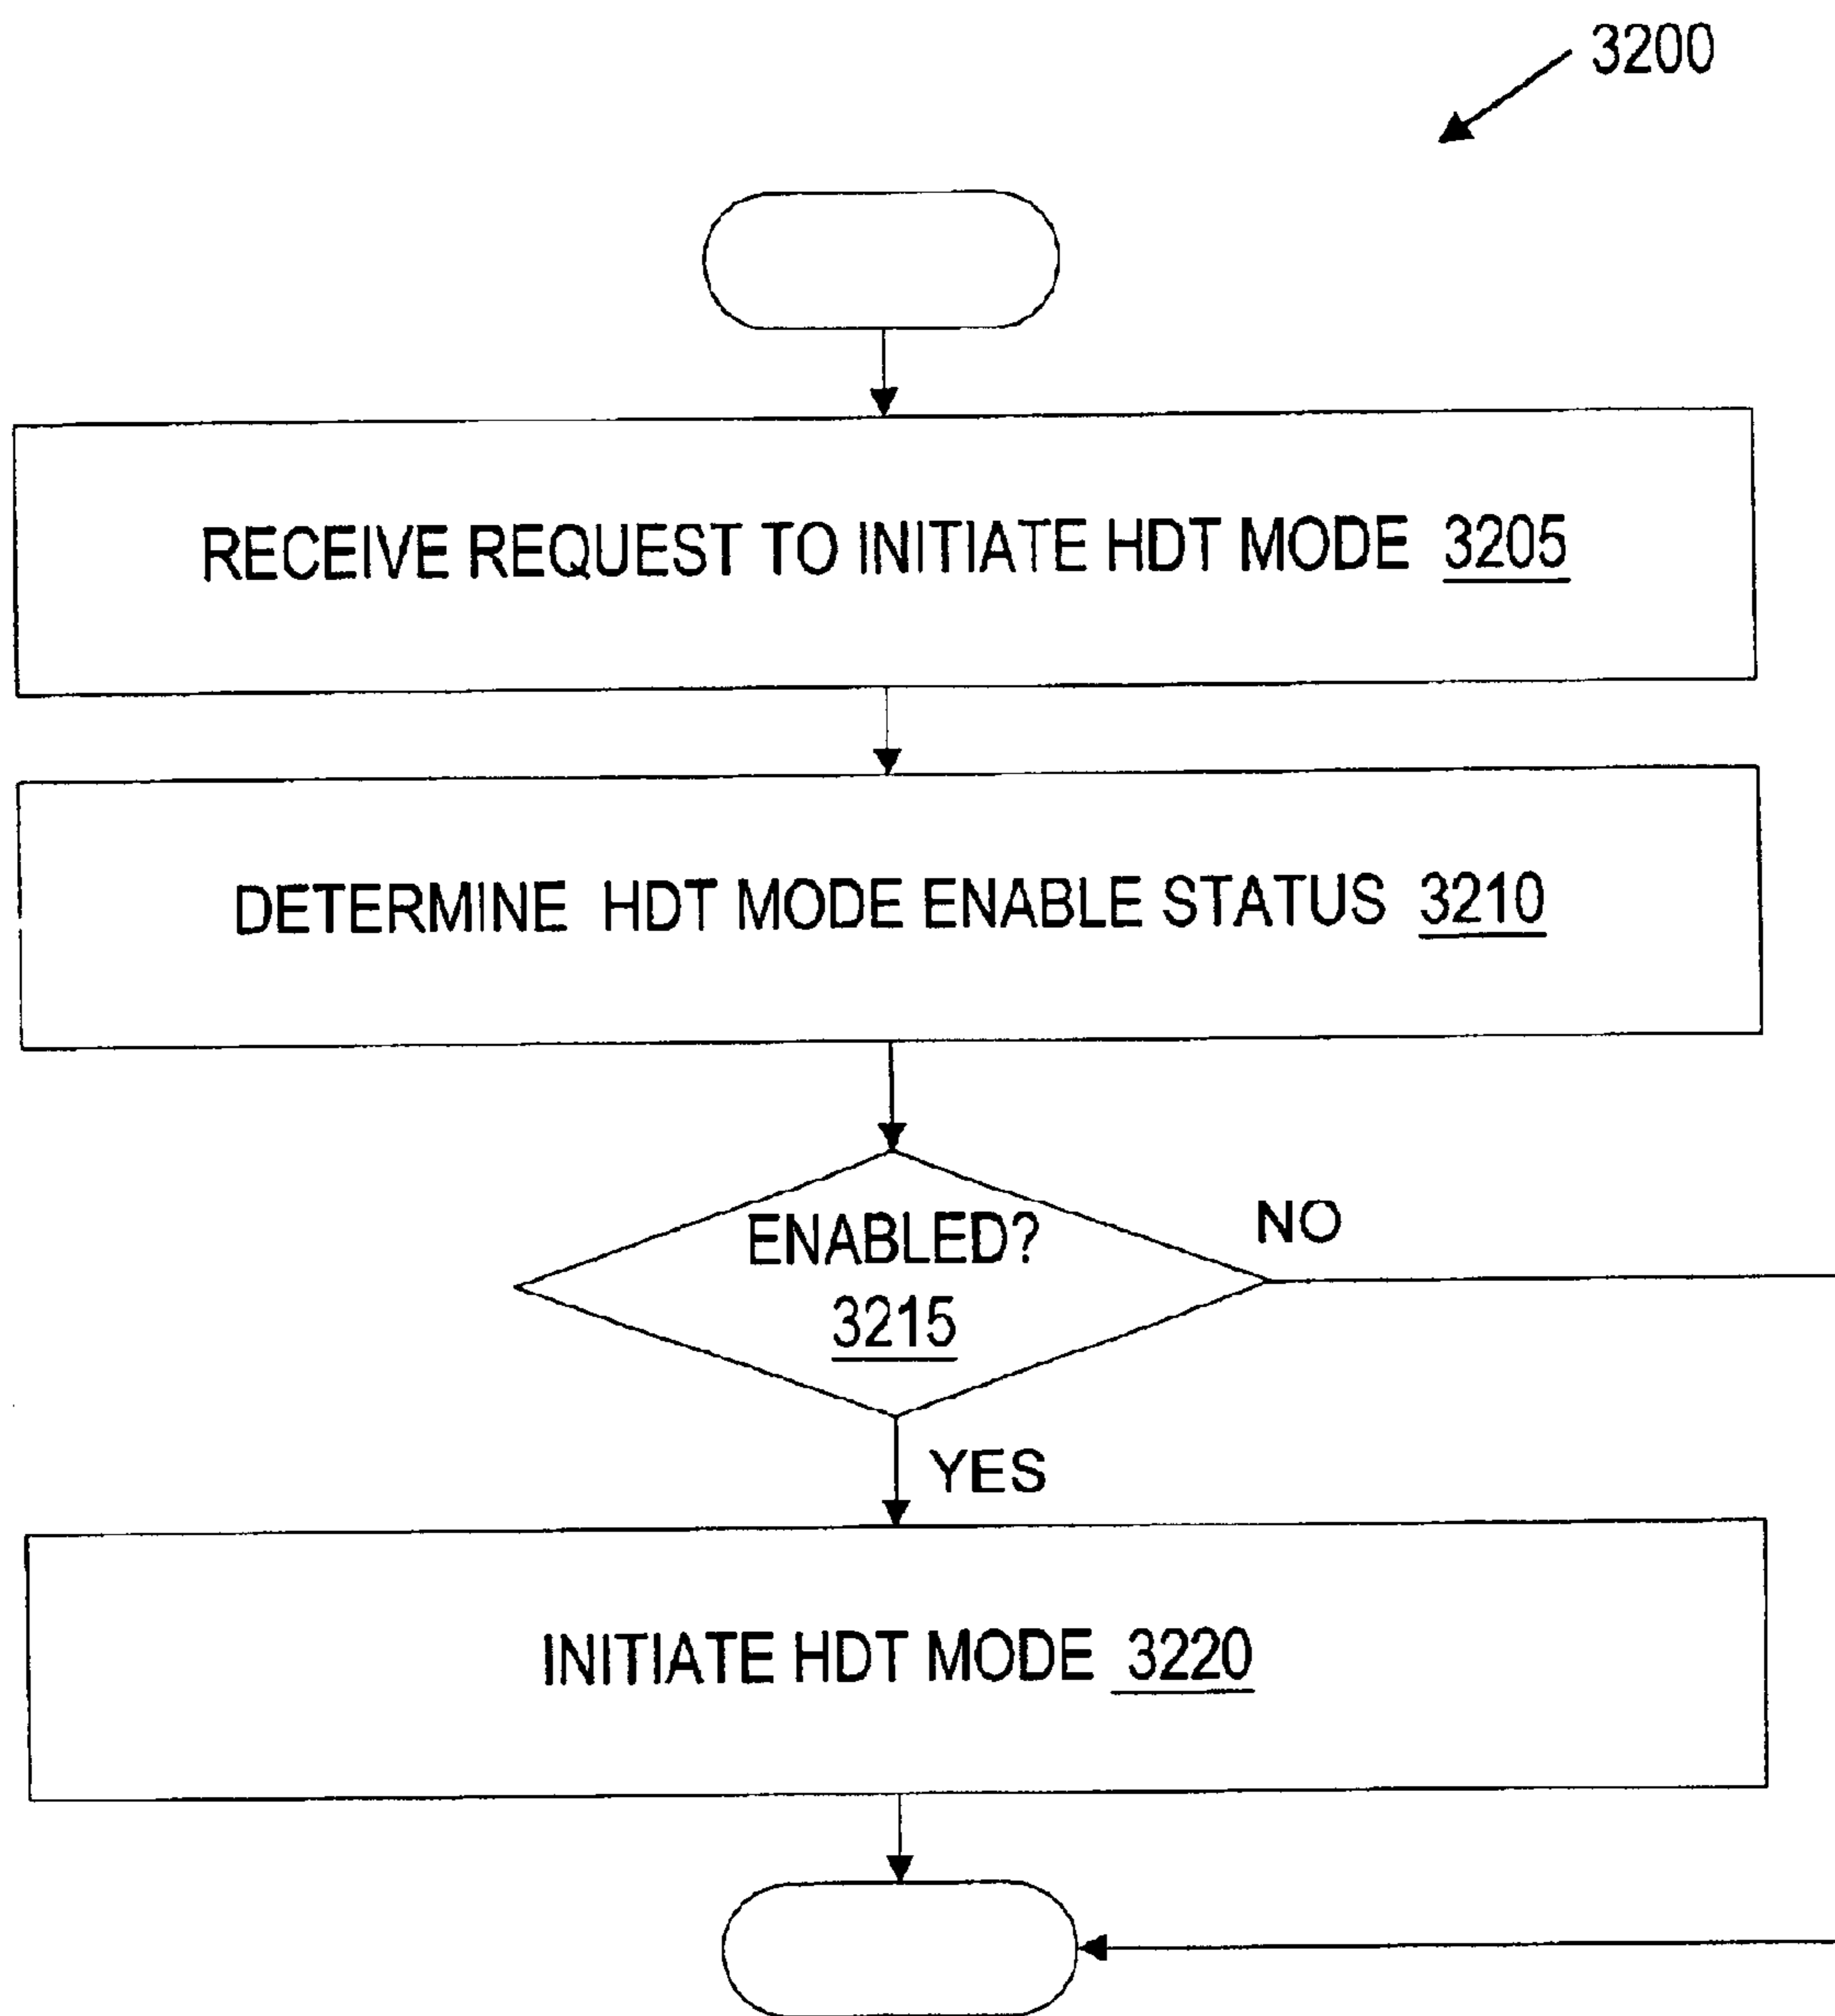 3200
RECEIVE REQUEST TO INITIATE HDT MODE 3205
DETERMINE HDT MODE ENABLE STATUS 3210
ENABLED?
3215
NO
YES
INITIATE HDT MODE 3220